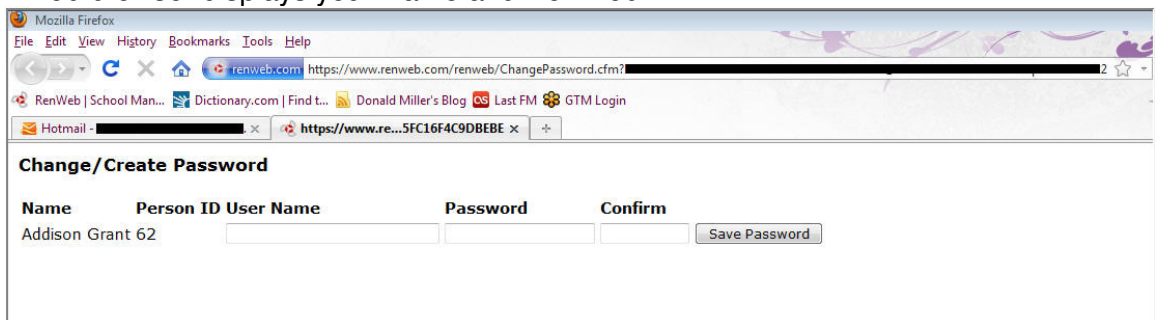 Mozilla Firefox
File Edit View History Bookmarks Tools Help
renweb.com https://www.renweb.com/renweb/ChangePassword.cfm? 2
RenWeb | School Man... Dictionary.com | Find t... Donald Miller's Blog Last FM GTM Login
Hotmail - https://www.re...5FC16F4C9DBEBE
Change/Create Password
Name Person ID User Name Password Confirm
Addison Grant 62 Save Password